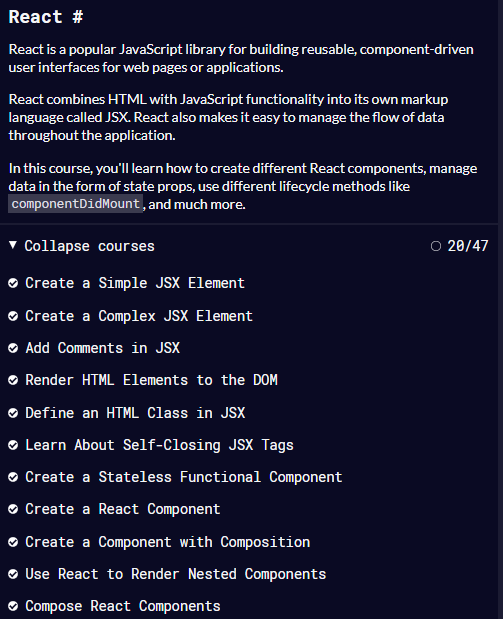 React #
React is a popular JavaScript library for building reusable, component-driven
user interfaces for web pages or applications.
React combines HTML with JavaScript functionality into its own markup
language called JSX. React also makes it easy to manage the flow of data
throughout the application.
In this course, you'll learn how to create different React components, manage
data in the form of state props, use different lifecycle methods like
componentDidMount, and much more.
Collapse courses 20/47
Create a Simple JSX Element
Create a Complex JSX Element
Add Comments in JSX
Render HTML Elements to the DOM
Define an HTML Class in JSX
Learn About Self-Closing JSX Tags
Create a Stateless Functional Component
Create a React Component
Create a Component with Composition
Use React to Render Nested Components
Compose React Components